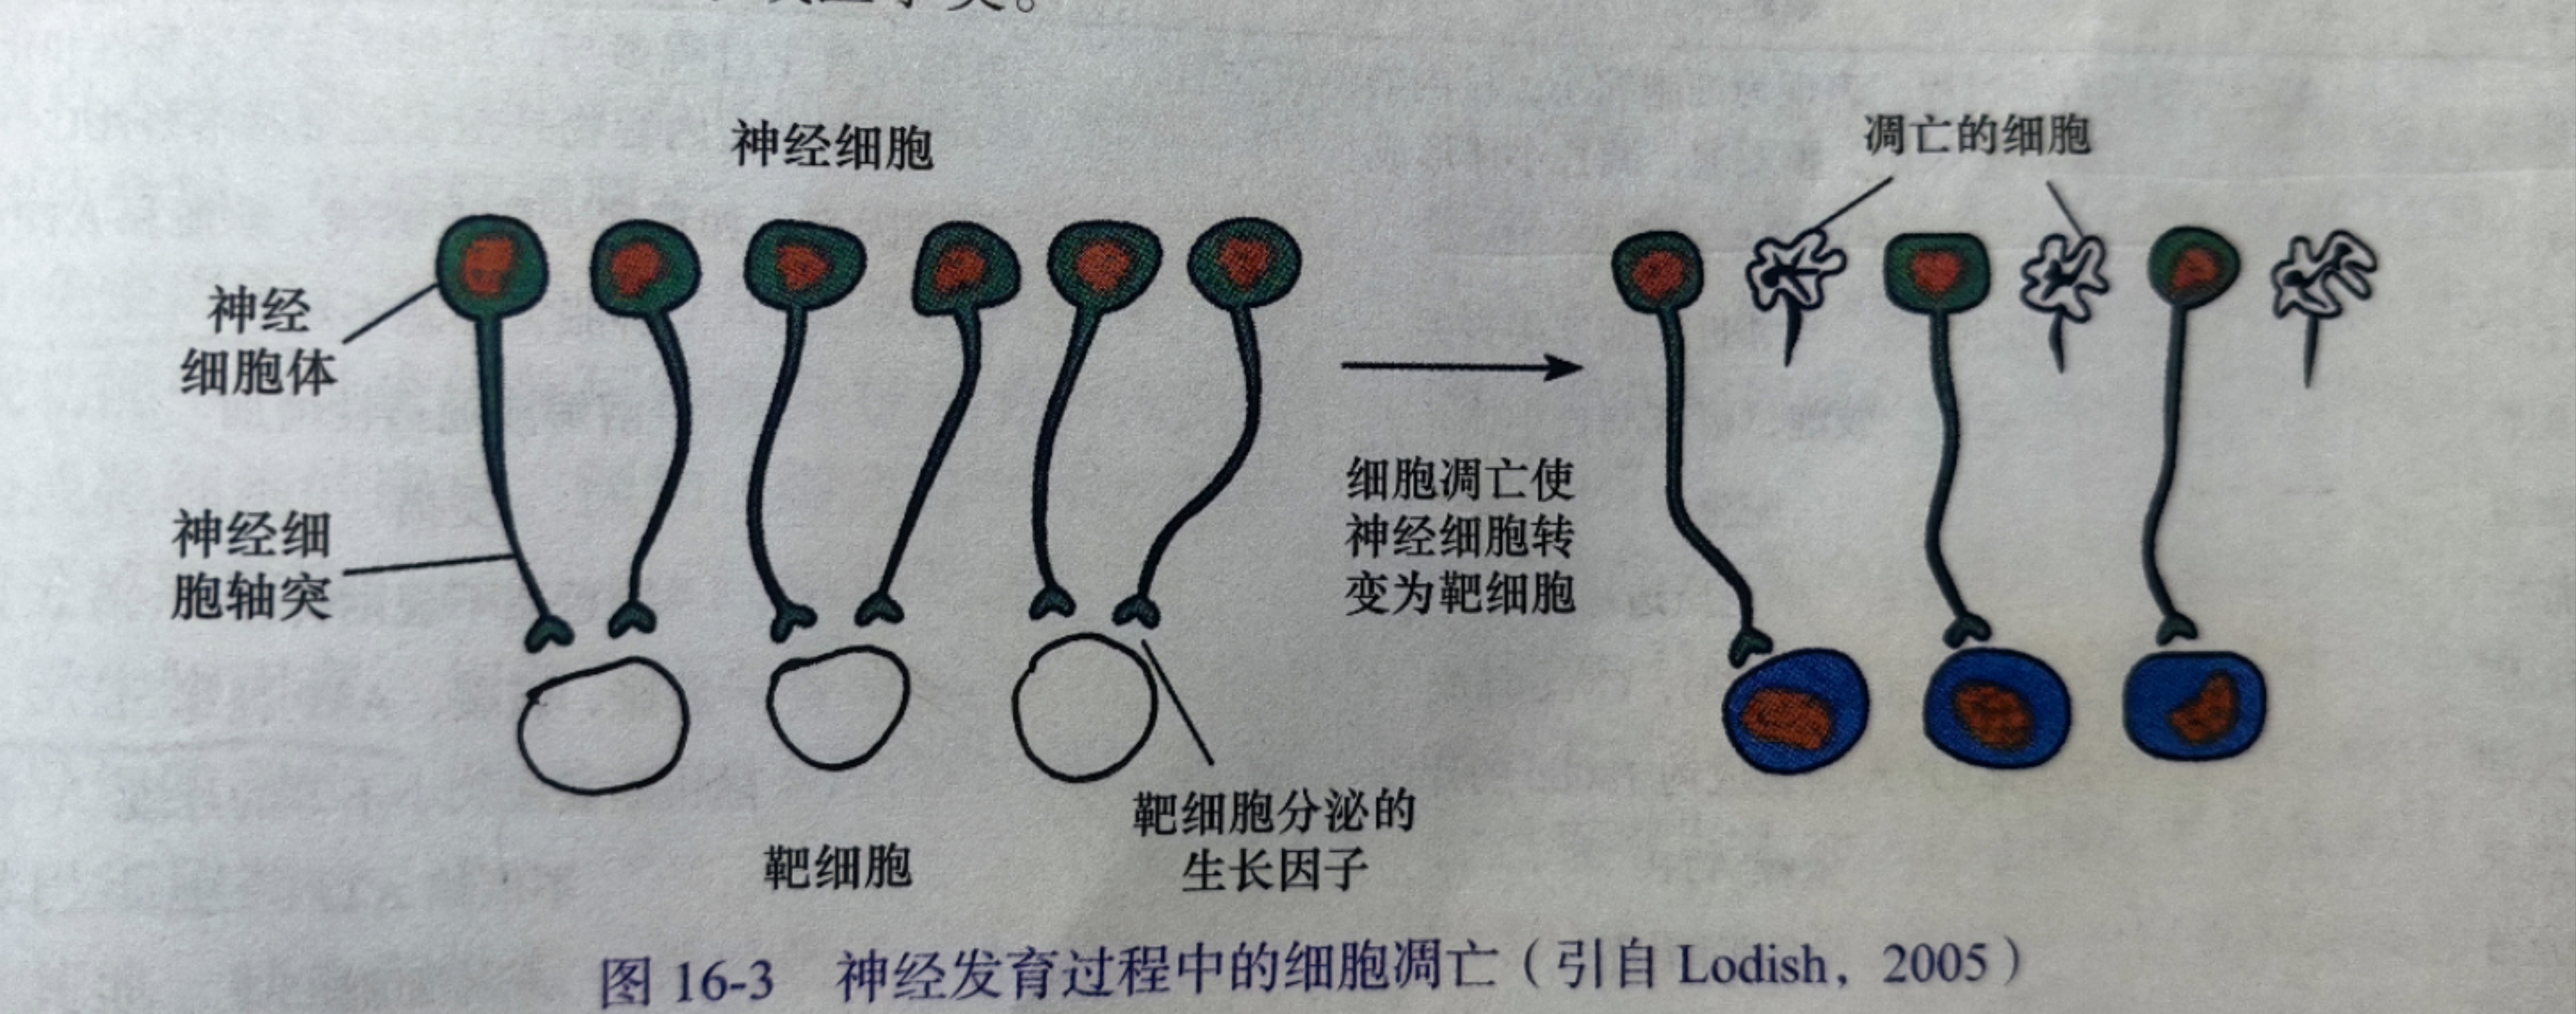 神经细胞
凋亡的细胞
神经
细胞体
神经细
胞轴突
细胞凋亡使
神经细胞转
变为靶细胞
靶细胞分泌的
生长因子
靶细胞
图 16-3 神经发育过程中的细胞凋亡（引自 Lodish，2005）